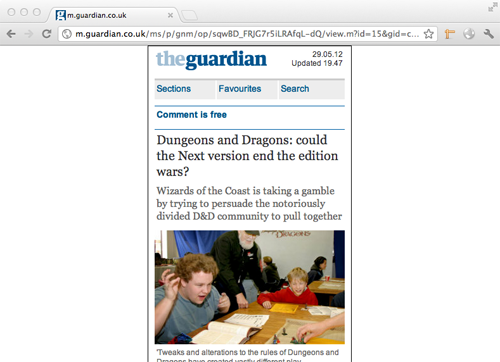 m.guardian.co.uk
m.guardian.co.uk/ms/p/gnm/op/sqwBD_FRJG7r5iLRAfqL-dQ/view.m?id=15&gid=c...
theguardian
29.05.12
Updated 19.47
Sections
Favourites
Search
Comment is free
Dungeons and Dragons: could
the Next version end the edition
wars?
Wizards of the Coast is taking a gamble
by trying to persuade the notoriously
divided D&D community to pull together
'Tweaks and alterations to the rules of Dungeons and
Dragons have created vastly different play